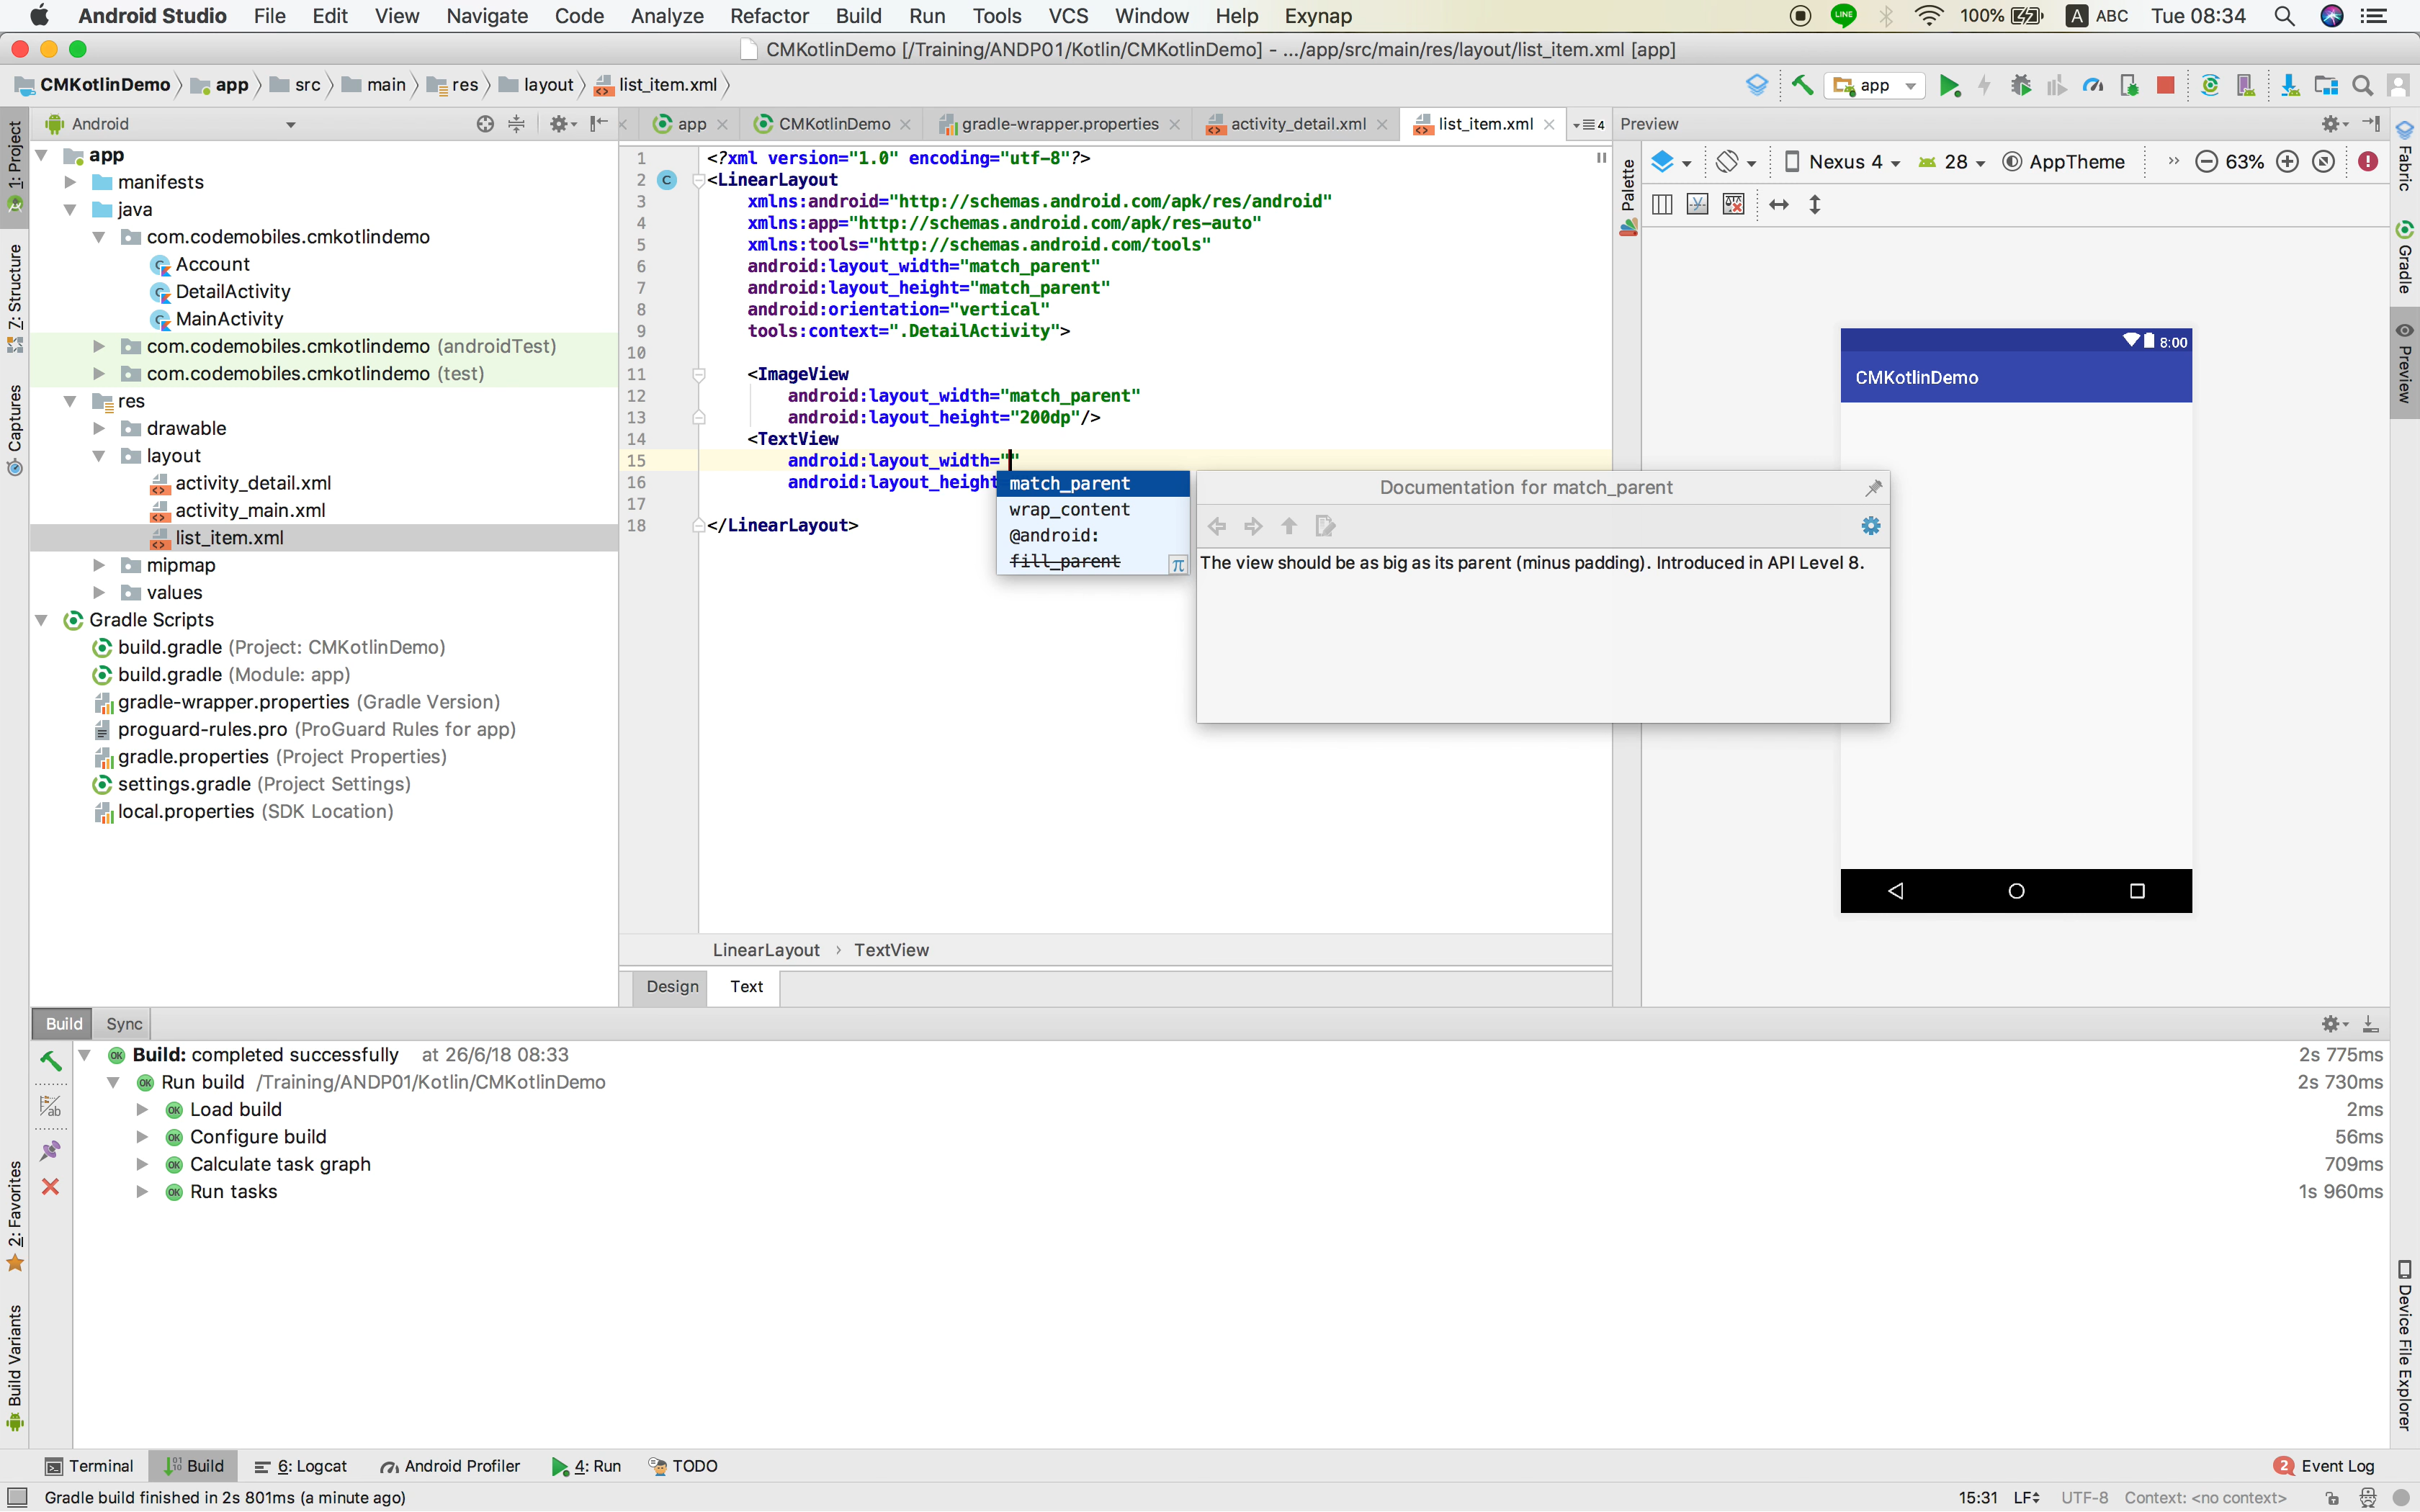 Android Studio File Edit View Navigate Code Analyze Refactor Build Run Tools VCS Window Help Exynap LINE 100% A ABC Tue 08:34
CMKotlinDemo [/Training/ANDP01/Kotlin/CMKotlinDemo] - .../app/src/main/res/layout/list_item.xml [app]
CMKotlinDemo app src main res layout list_item.xml app
Android
app CMKotlinDemo gradle-wrapper.properties activity_detail.xml list_item.xml 4
Preview
1: Project
Z: Structure
Captures
2: Favorites
Build Variants
app
manifests
java
com.codemobiles.cmkotlindemo
Account
DetailActivity
MainActivity
com.codemobiles.cmkotlindemo (androidTest)
com.codemobiles.cmkotlindemo (test)
res
drawable
layout
activity_detail.xml
activity_main.xml
list_item.xml
mipmap
values
Gradle Scripts
build.gradle (Project: CMKotlinDemo)
build.gradle (Module: app)
gradle-wrapper.properties (Gradle Version)
proguard-rules.pro (ProGuard Rules for app)
gradle.properties (Project Properties)
settings.gradle (Project Settings)
local.properties (SDK Location)
1 <?xml version="1.0" encoding="utf-8"?>
2 C <LinearLayout
3 xmlns:android="http://schemas.android.com/apk/res/android"
4 xmlns:app="http://schemas.android.com/apk/res-auto"
5 xmlns:tools="http://schemas.android.com/tools"
6 android:layout_width="match_parent"
7 android:layout_height="match_parent"
8 android:orientation="vertical"
9 tools:context=".DetailActivity">
10
11 <ImageView
12 android:layout_width="match_parent"
13 android:layout_height="200dp"/>
14 <TextView
15 android:layout_width=""
16 android:layout_height
17
18 </LinearLayout>
match_parent
wrap_content
@android:
fill_parent π
Documentation for match_parent
The view should be as big as its parent (minus padding). Introduced in API Level 8.
LinearLayout › TextView
Design Text
Palette
Nexus 4 28 AppTheme » 63%
8:00
CMKotlinDemo
Fabric
Gradle
Preview
Device File Explorer
Build Sync
OK Build: completed successfully at 26/6/18 08:33 2s 775ms
OK Run build /Training/ANDP01/Kotlin/CMKotlinDemo 2s 730ms
OK Load build 2ms
OK Configure build 56ms
OK Calculate task graph 709ms
OK Run tasks 1s 960ms
Terminal Build 6: Logcat Android Profiler 4: Run TODO 2 Event Log
Gradle build finished in 2s 801ms (a minute ago) 15:31 LF UTF-8 Context: <no context>